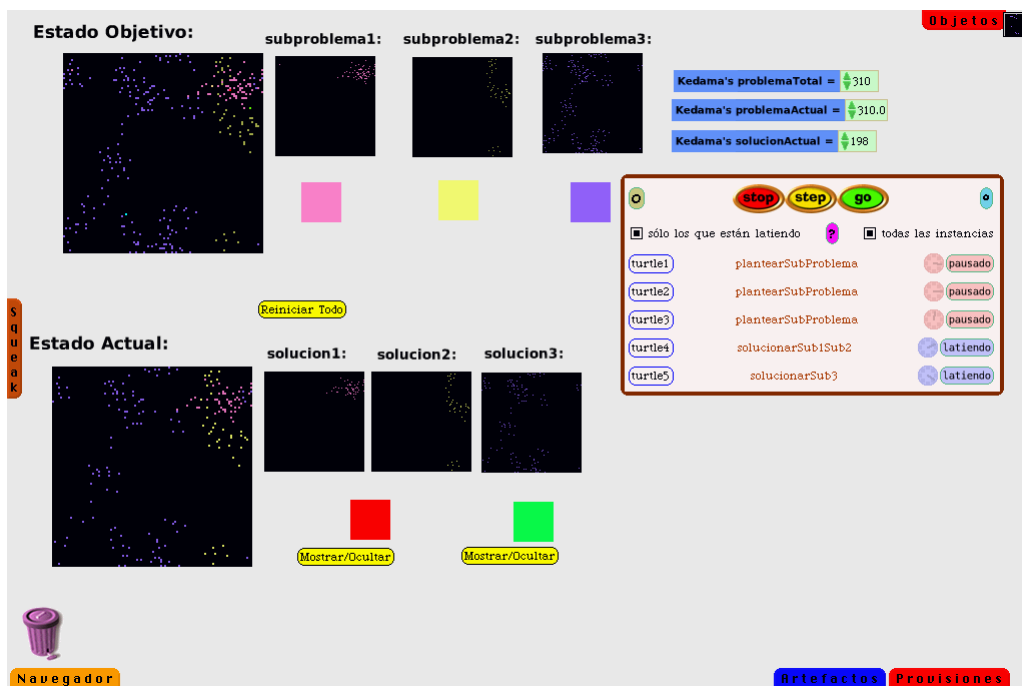 Objetos
Estado Objetivo:
subproblema1:
subproblema2:
subproblema3:
Kedama's problemaTotal = 310
Kedama's problemaActual = 310.0
Kedama's solucionActual = 198
stop step go
sólo los que están latiendo ? todas las instancias
turtle1 plantearSubProblema pausado
turtle2 plantearSubProblema pausado
turtle3 plantearSubProblema pausado
turtle4 solucionarSub1Sub2 latiendo
turtle5 solucionarSub3 latiendo
Reiniciar Todo
Squeak
Estado Actual:
solucion1:
solucion2:
solucion3:
Mostrar/Ocultar
Mostrar/Ocultar
Navegador
Artefactos
Provisiones